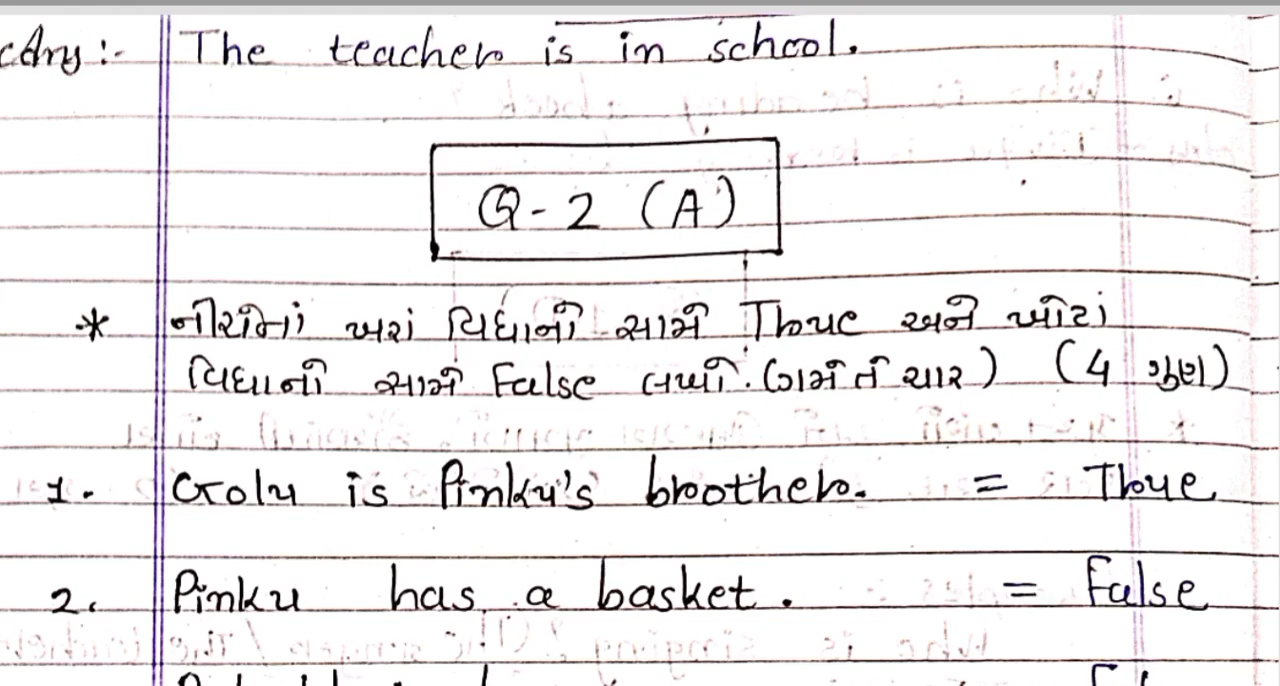 Ans:- The teacher is in school.
Q-2 (A)
* નીચેનાં ખરાં વિધાનો સામે True અને ખોટાં
વિધાનો સામે False લખો. (ગમે તે ચાર) (4 ગુણ)
1. Golu is Pinku's brother. = True
2. Pinku has a basket. = False